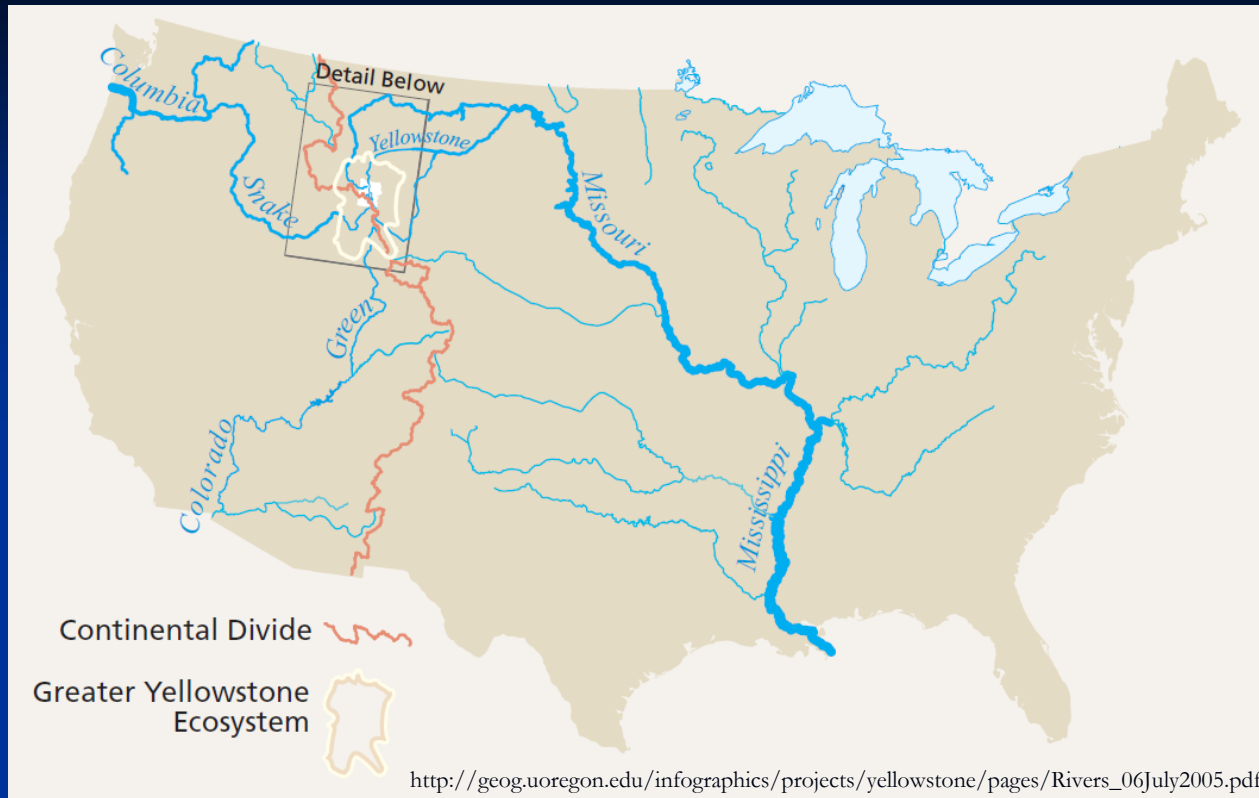 Columbia
Detail Below
Yellowstone
Snake
Missouri
Green
Colorado
Mississippi
Continental Divide
Greater Yellowstone
Ecosystem
http://geog.uoregon.edu/infographics/projects/yellowstone/pages/Rivers_06July2005.pdf